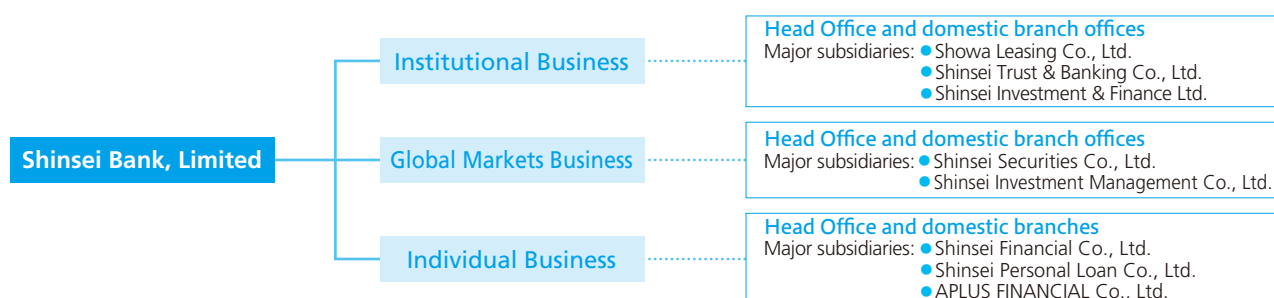 Shinsei Bank, Limited
Institutional Business
Head Office and domestic branch offices
Major subsidiaries: ● Showa Leasing Co., Ltd.
● Shinsei Trust & Banking Co., Ltd.
● Shinsei Investment & Finance Ltd.
Global Markets Business
Head Office and domestic branch offices
Major subsidiaries: ● Shinsei Securities Co., Ltd.
● Shinsei Investment Management Co., Ltd.
Individual Business
Head Office and domestic branches
Major subsidiaries: ● Shinsei Financial Co., Ltd.
● Shinsei Personal Loan Co., Ltd.
● APLUS FINANCIAL Co., Ltd.